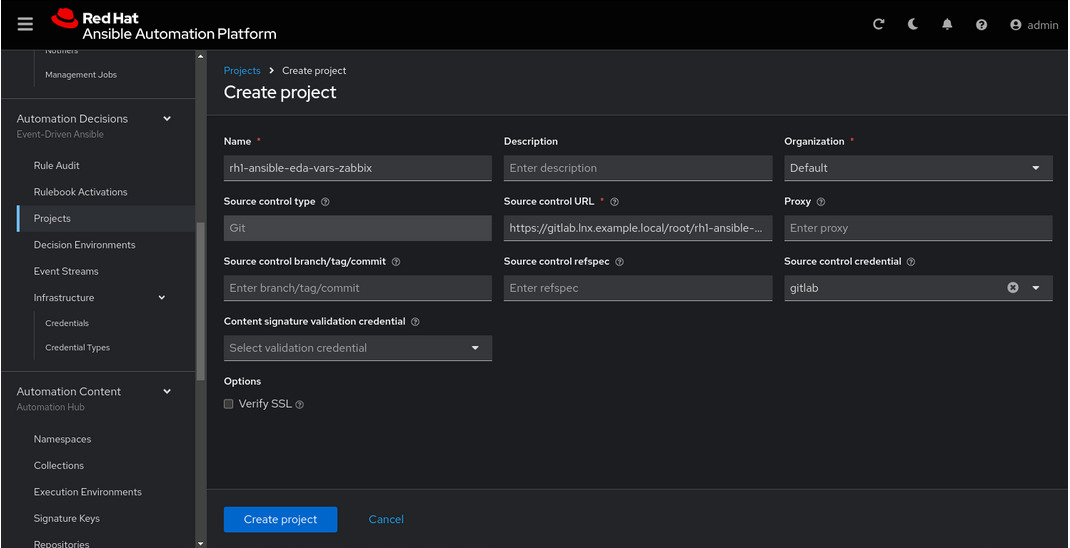 Red Hat
Ansible Automation Platform
admin
Notifiers
Management Jobs
Automation Decisions
Event-Driven Ansible
Rule Audit
Rulebook Activations
Projects
Decision Environments
Event Streams
Infrastructure
Credentials
Credential Types
Automation Content
Automation Hub
Namespaces
Collections
Execution Environments
Signature Keys
Repositories
Projects > Create project
Create project
Name * Description Organization *
rh1-ansible-eda-vars-zabbix Enter description Default
Source control type Source control URL * Proxy
Git https://gitlab.lnx.example.local/root/rh1-ansible-... Enter proxy
Source control branch/tag/commit Source control refspec Source control credential
Enter branch/tag/commit Enter refspec gitlab
Content signature validation credential
Select validation credential
Options
Verify SSL
Create project Cancel